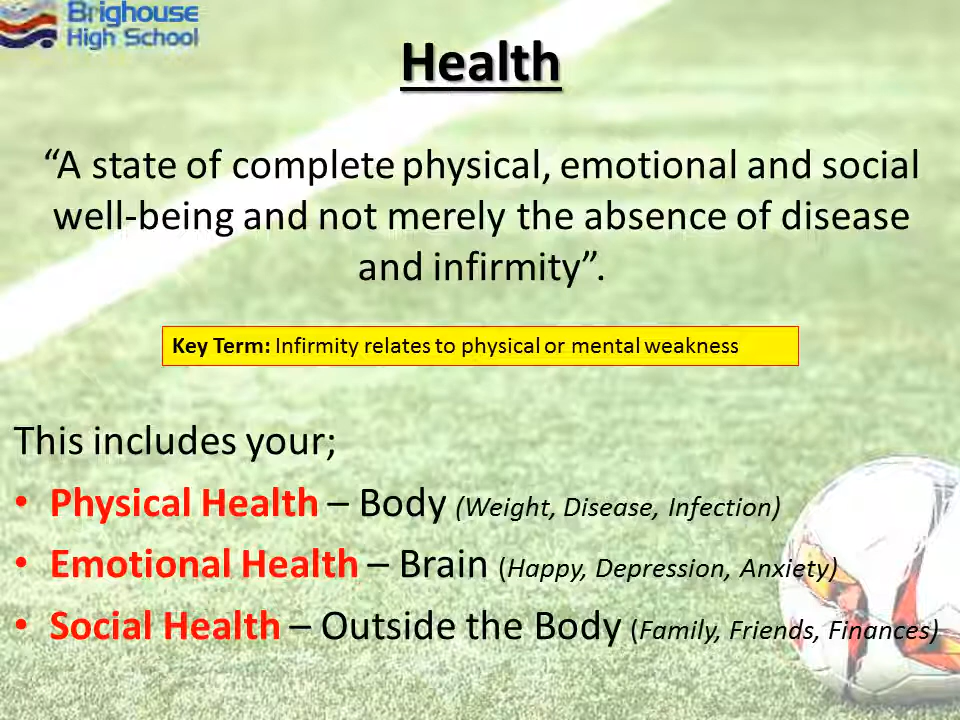 Brighouse
High School
Health
“A state of complete physical, emotional and social
well-being and not merely the absence of disease
and infirmity”.
Key Term: Infirmity relates to physical or mental weakness
This includes your;
• Physical Health – Body (Weight, Disease, Infection)
• Emotional Health – Brain (Happy, Depression, Anxiety)
• Social Health – Outside the Body (Family, Friends, Finances)